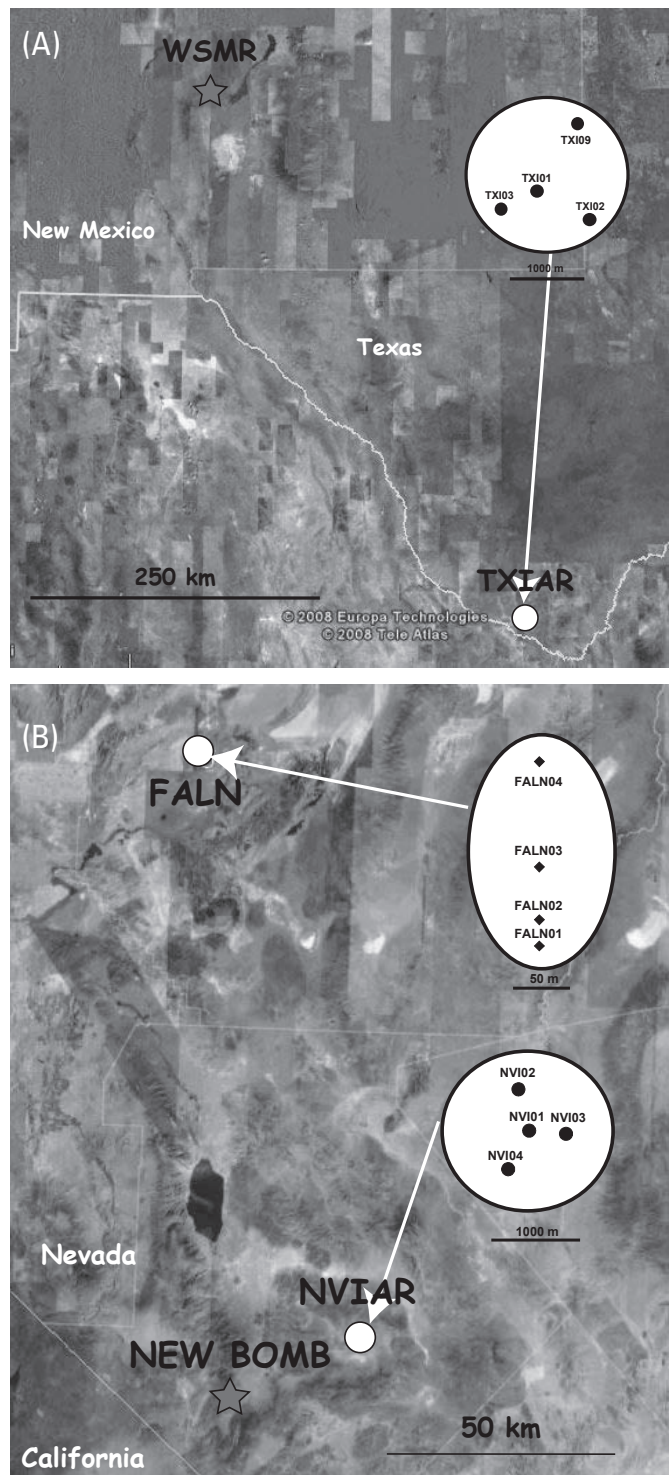 (A)
WSMR
TXI09
TXI01
TXI03
TXI02
New Mexico
1000 m
Texas
250 km
TXIAR
© 2008 Europa Technologies
© 2008 Tele Atlas
(B)
FALN
FALN04
FALN03
FALN02
FALN01
50 m
NVI02
NVI01
NVI03
NVI04
1000 m
Nevada
NVIAR
NEW BOMB
50 km
California